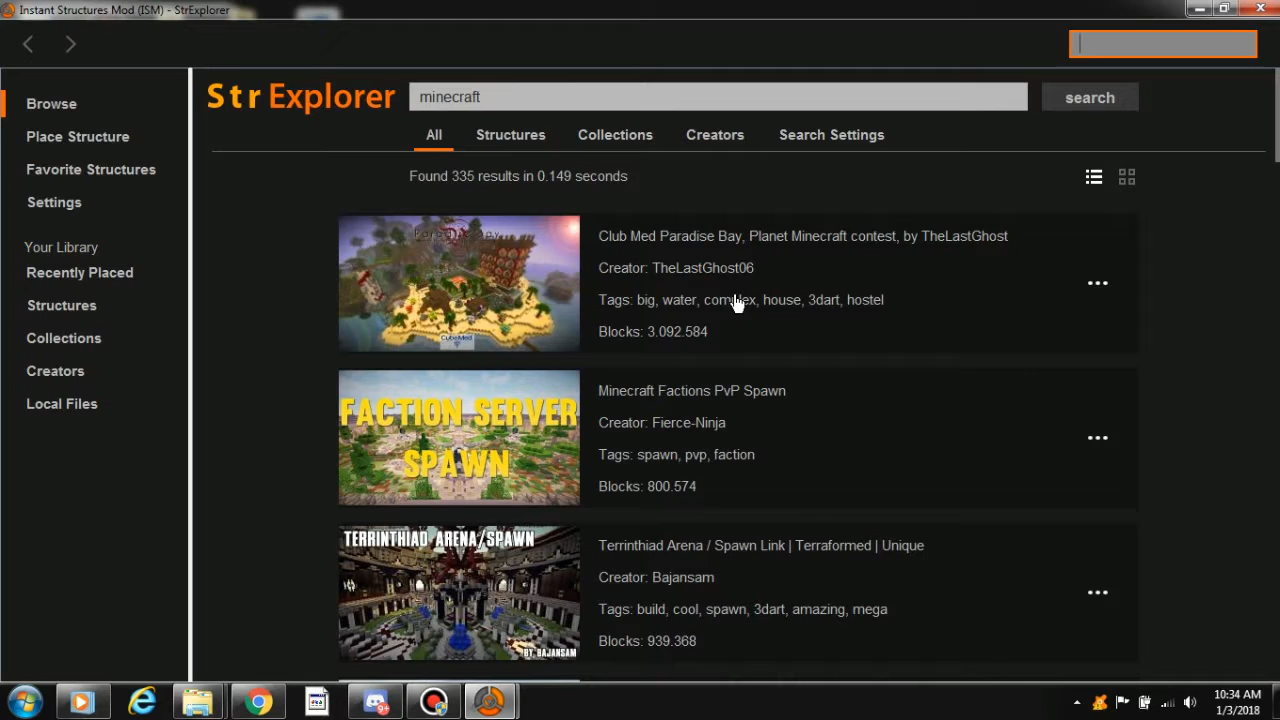 Instant Structures Mod (ISM) - StrExplorer
Str Explorer
minecraft
search
Browse
Place Structure
Favorite Structures
Settings
Your Library
Recently Placed
Structures
Collections
Creators
Local Files
All
Structures
Collections
Creators
Search Settings
Found 335 results in 0.149 seconds
Paradise Bay
CubeMed
Club Med Paradise Bay, Planet Minecraft contest, by TheLastGhost
Creator: TheLastGhost06
Tags: big, water, complex, house, 3dart, hostel
Blocks: 3.092.584
FACTION SERVER
SPAWN
Minecraft Factions PvP Spawn
Creator: Fierce-Ninja
Tags: spawn, pvp, faction
Blocks: 800.574
TERRINTHIAD ARENA/SPAWN
BY BAJANSAM
Terrinthiad Arena / Spawn Link | Terraformed | Unique
Creator: Bajansam
Tags: build, cool, spawn, 3dart, amazing, mega
Blocks: 939.368
9+
10:34 AM
1/3/2018